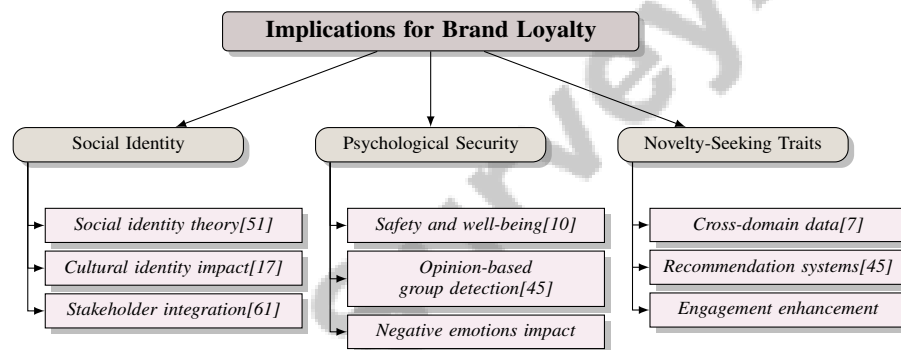 Implications for Brand Loyalty
Social Identity
Psychological Security
Novelty-Seeking Traits
Social identity theory[51]
Cultural identity impact[17]
Stakeholder integration[61]
Safety and well-being[10]
Opinion-based
group detection[45]
Negative emotions impact
Cross-domain data[7]
Recommendation systems[45]
Engagement enhancement